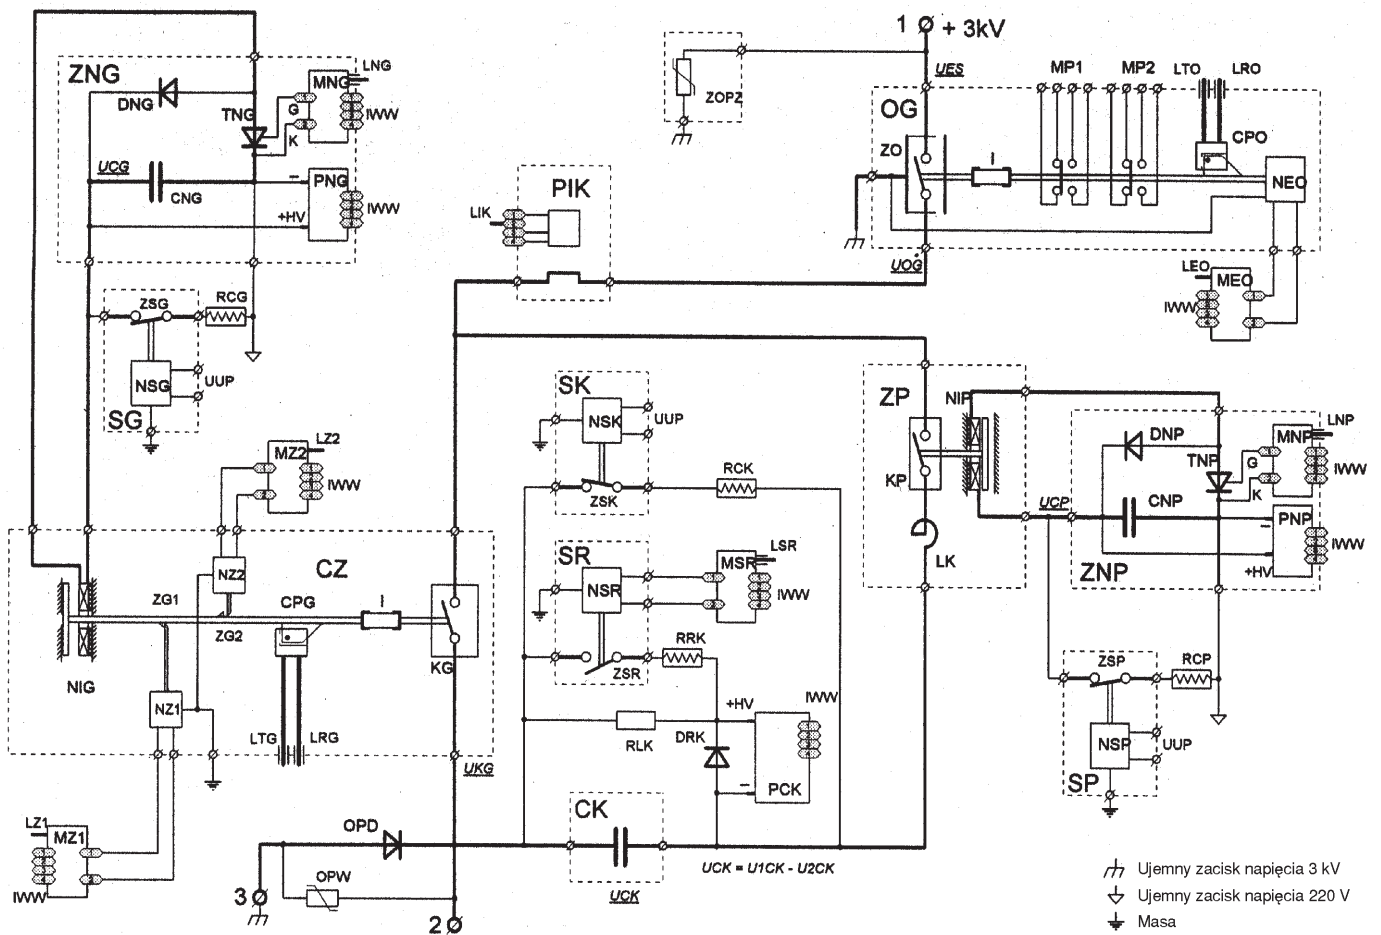 1 + 3kV
ZNG
LNG
MNG
DNG
TNG
G
K
IWW
UCG
CNG
PNG
IWW
+HV
−
ZOPZ
UES
MP1
MP2
LTO
LRO
OG
ZO
I
CPO
NEO
UOG
LEO
MEO
IWW
PIK
LIK
ZSG
RCG
NSG
UUP
SG
SK
NSK
UUP
ZSK
RCK
ZP
NIP
KP
LK
LNP
DNP
MNP
TNP
G
K
IWW
UCP
CNP
PNP
−
IWW
+HV
ZNP
LZ2
MZ2
IWW
CZ
NZ2
ZG1
ZG2
CPG
I
KG
NIG
NZ1
LTG
LRG
UKG
SR
NSR
LSR
MSR
IWW
ZSR
RRK
+HV
IWW
RLK
DRK
−
PCK
ZSP
RCP
NSP
UUP
SP
LZ1
MZ1
IWW
OPD
OPW
CK
UCK = U1CK - U2CK
UCK
3
2
Ujemny zacisk napięcia 3 kV
Ujemny zacisk napięcia 220 V
Masa